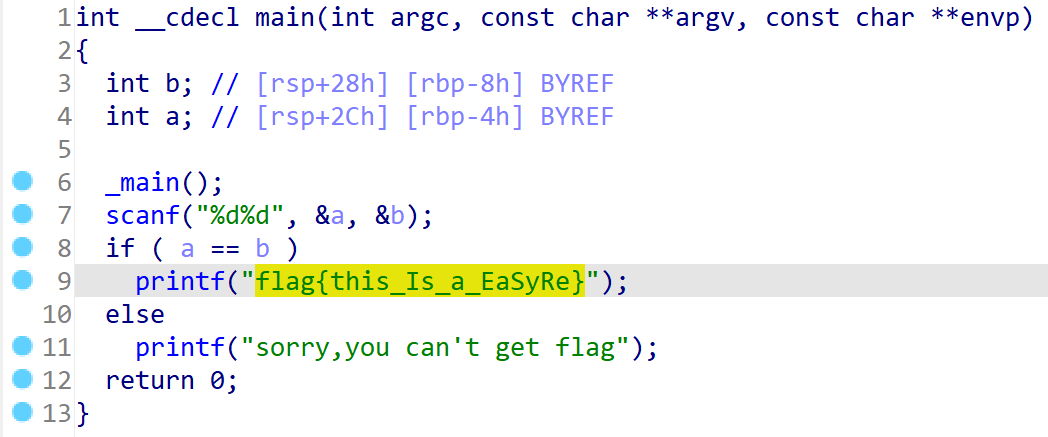 1 int __cdecl main(int argc, const char **argv, const char **envp)
2 {
3   int b; // [rsp+28h] [rbp-8h] BYREF
4   int a; // [rsp+2Ch] [rbp-4h] BYREF
5
6   _main();
7   scanf("%d%d", &a, &b);
8   if ( a == b )
9     printf("flag{this_Is_a_EaSyRe}");
10   else
11     printf("sorry,you can't get flag");
12   return 0;
13 }